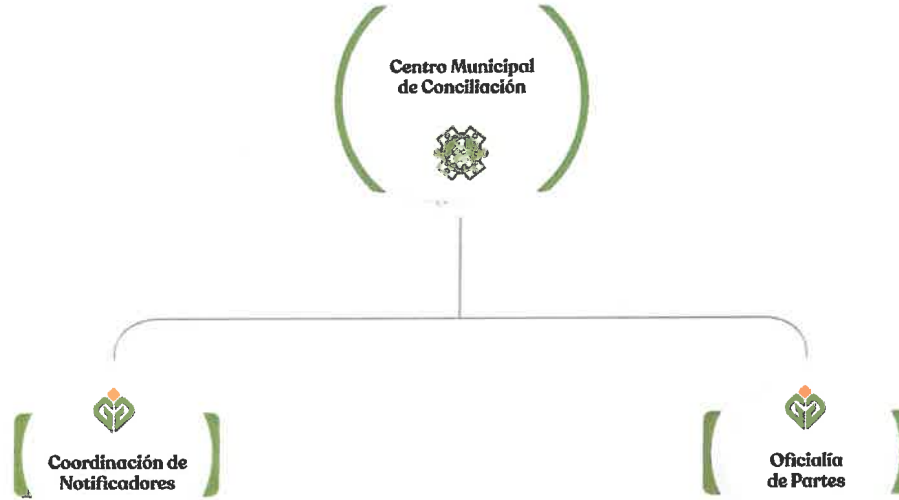 Centro Municipal
de Conciliación
Coordinación de
Notificadores
Oficialía
de Partes